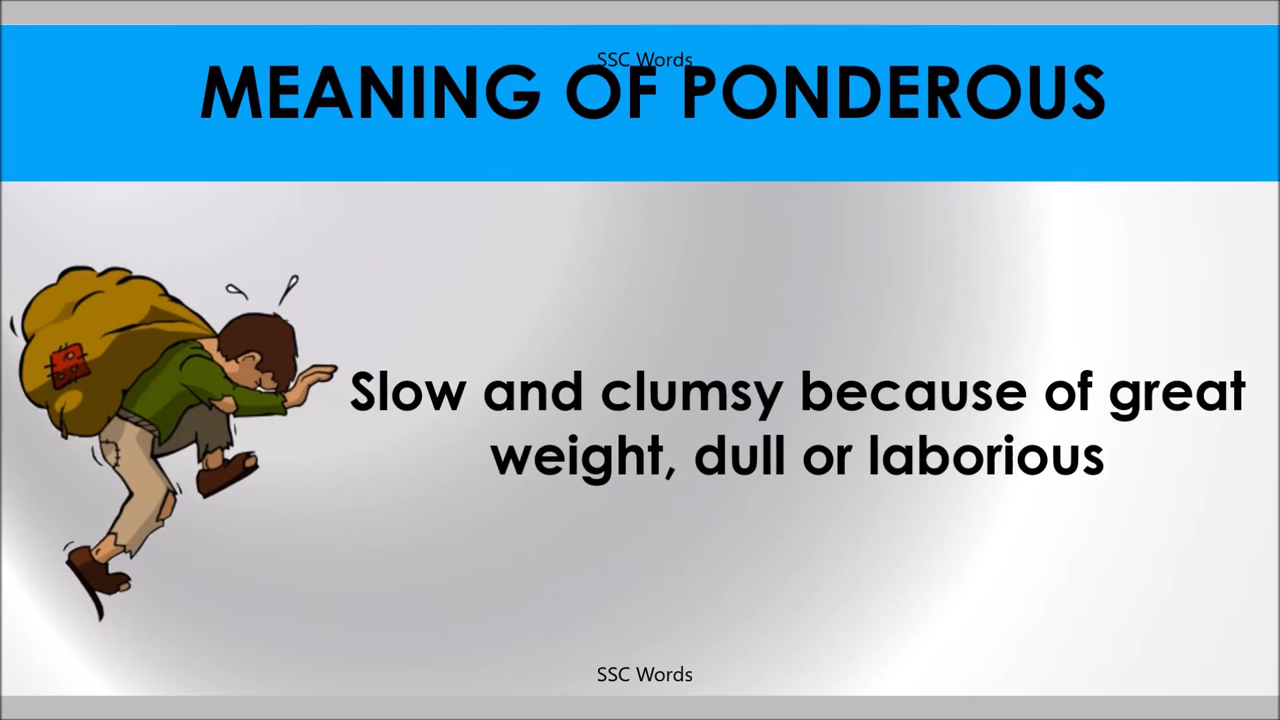 SSC Words
MEANING OF PONDEROUS
Slow and clumsy because of great
weight, dull or laborious
SSC Words